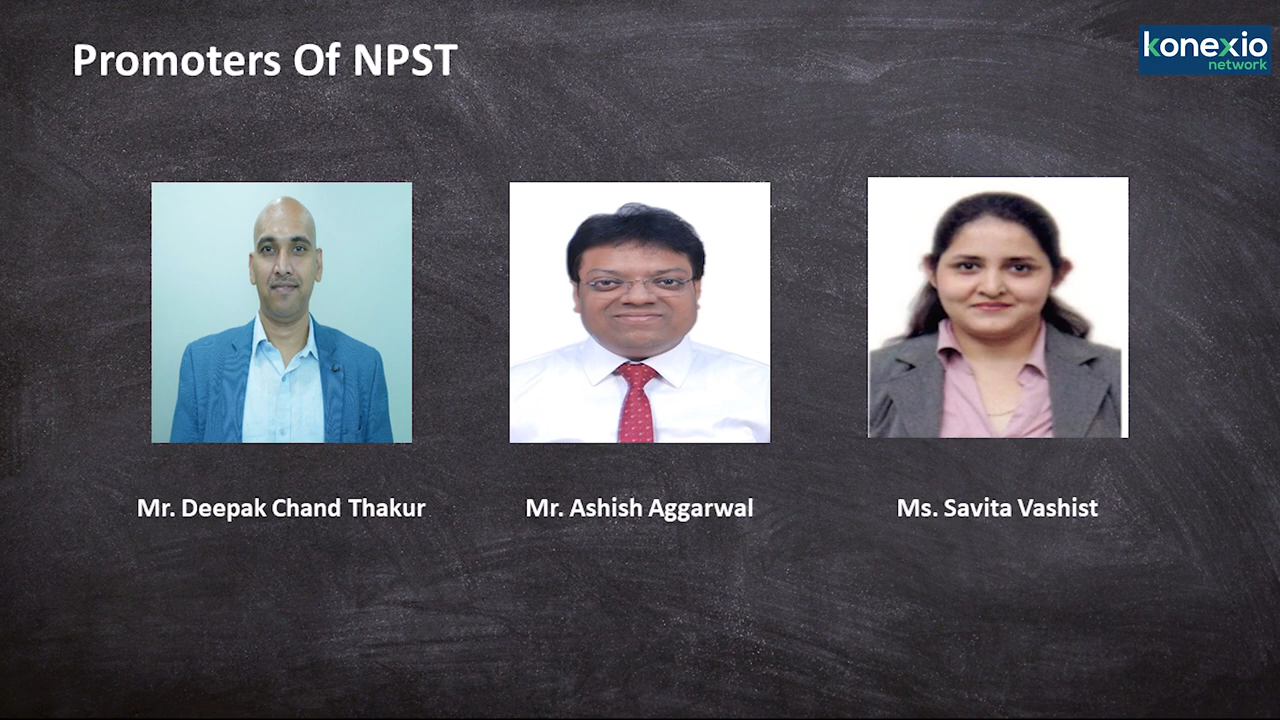 Promoters Of NPST
konexio
network
Mr. Deepak Chand Thakur
Mr. Ashish Aggarwal
Ms. Savita Vashist